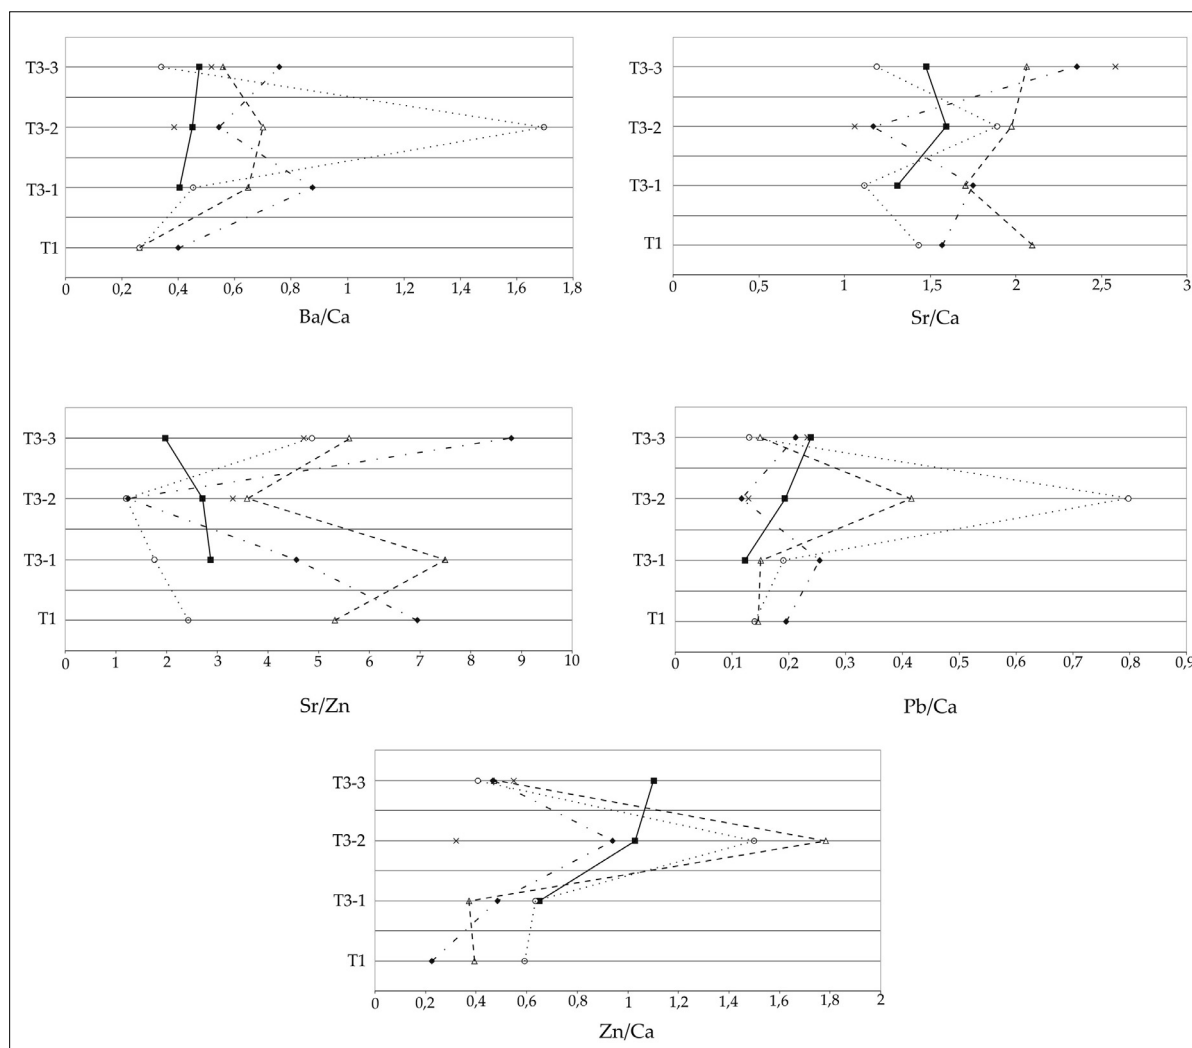 T3-3
T3-2
T3-1
T1
0 0,2 0,4 0,6 1 1,2 1,4 1,6 1,8
Ba/Ca
T3-3
T3-2
T3-1
T1
0 0,5 1 1,5 2 2,5 3
Sr/Ca
T3-3
T3-2
T3-1
T1
0 1 2 3 4 5 6 7 8 9 10
Sr/Zn
T3-3
T3-2
T3-1
T1
0 0,1 0,2 0,3 0,4 0,5 0,6 0,7 0,8 0,9
Pb/Ca
T3-3
T3-2
T3-1
T1
0 0,2 0,4 0,6 0,8 1 1,2 1,4 1,6 1,8 2
Zn/Ca